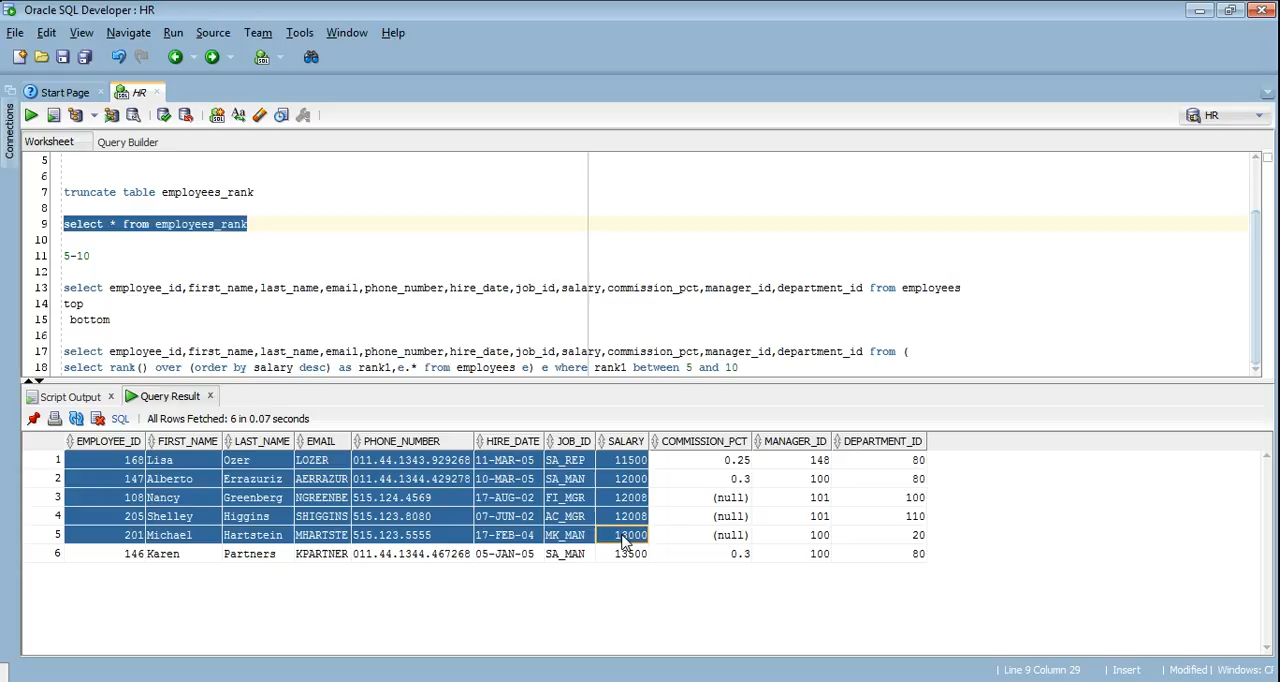 Oracle SQL Developer : HR
File Edit View Navigate Run Source Team Tools Window Help
Start Page HR
HR
Connections
Worksheet Query Builder
5
6
7 truncate table employees_rank
8
9 select * from employees_rank
10
11 5-10
12
13 select employee_id,first_name,last_name,email,phone_number,hire_date,job_id,salary,commission_pct,manager_id,department_id from employees
14 top
15 bottom
16
17 select employee_id,first_name,last_name,email,phone_number,hire_date,job_id,salary,commission_pct,manager_id,department_id from (
18 select rank() over (order by salary desc) as rank1,e.* from employees e) e where rank1 between 5 and 10
Script Output Query Result
SQL All Rows Fetched: 6 in 0.07 seconds
EMPLOYEE_ID FIRST_NAME LAST_NAME EMAIL PHONE_NUMBER HIRE_DATE JOB_ID SALARY COMMISSION_PCT MANAGER_ID DEPARTMENT_ID
1 168 Lisa Ozer LOZER 011.44.1343.929268 11-MAR-05 SA_REP 11500 0.25 148 80
2 147 Alberto Errazuriz AERRAZUR 011.44.1344.429278 10-MAR-05 SA_MAN 12000 0.3 100 80
3 108 Nancy Greenberg NGREENBE 515.124.4569 17-AUG-02 FI_MGR 12008 (null) 101 100
4 205 Shelley Higgins SHIGGINS 515.123.8080 07-JUN-02 AC_MGR 12008 (null) 101 110
5 201 Michael Hartstein MHARTSTE 515.123.5555 17-FEB-04 MK_MAN 13000 (null) 100 20
6 146 Karen Partners KPARTNER 011.44.1344.467268 05-JAN-05 SA_MAN 13500 0.3 100 80
Line 9 Column 29 Insert Modified Windows: CF